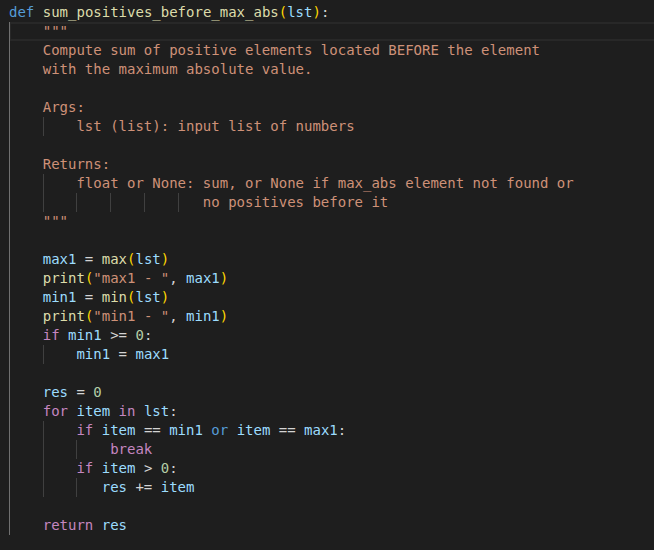 def sum_positives_before_max_abs(lst):
    """
    Compute sum of positive elements located BEFORE the element
    with the maximum absolute value.

    Args:
        lst (list): input list of numbers

    Returns:
        float or None: sum, or None if max_abs element not found or
                       no positives before it
    """

    max1 = max(lst)
    print("max1 - ", max1)
    min1 = min(lst)
    print("min1 - ", min1)
    if min1 >= 0:
        min1 = max1

    res = 0
    for item in lst:
        if item == min1 or item == max1:
            break
        if item > 0:
           res += item

    return res